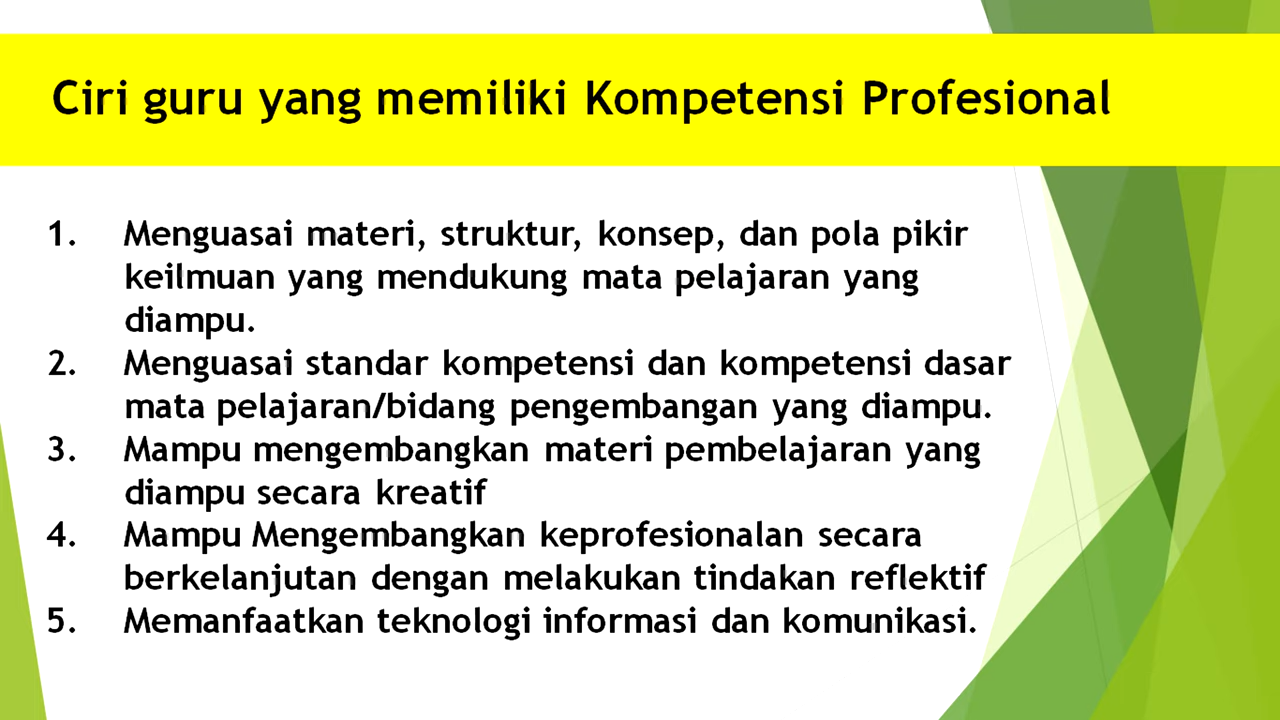 Ciri guru yang memiliki Kompetensi Profesional
1. Menguasai materi, struktur, konsep, dan pola pikir
keilmuan yang mendukung mata pelajaran yang
diampu.
2. Menguasai standar kompetensi dan kompetensi dasar
mata pelajaran/bidang pengembangan yang diampu.
3. Mampu mengembangkan materi pembelajaran yang
diampu secara kreatif
4. Mampu Mengembangkan keprofesionalan secara
berkelanjutan dengan melakukan tindakan reflektif
5. Memanfaatkan teknologi informasi dan komunikasi.